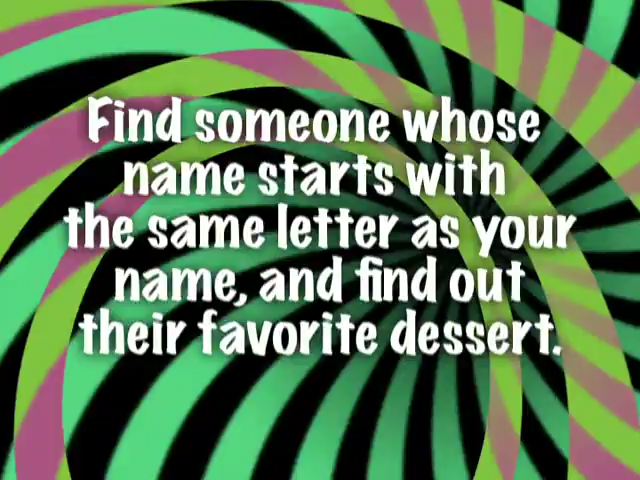 Find someone whose
name starts with
the same letter as your
name, and find out
their favorite dessert.